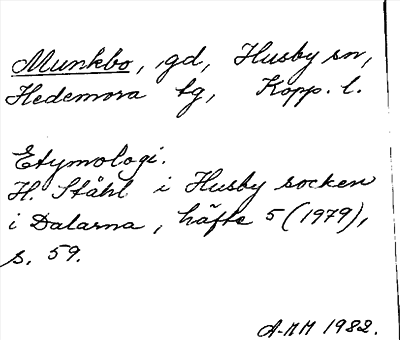 Munkbo, gd, Husby sn,
Hedemora tg, Kopp. l.
Etymologi.
H. Ståhl i Husby socken
i Dalarna, häfte 5 (1979),
s. 59.
A-MM 1982.